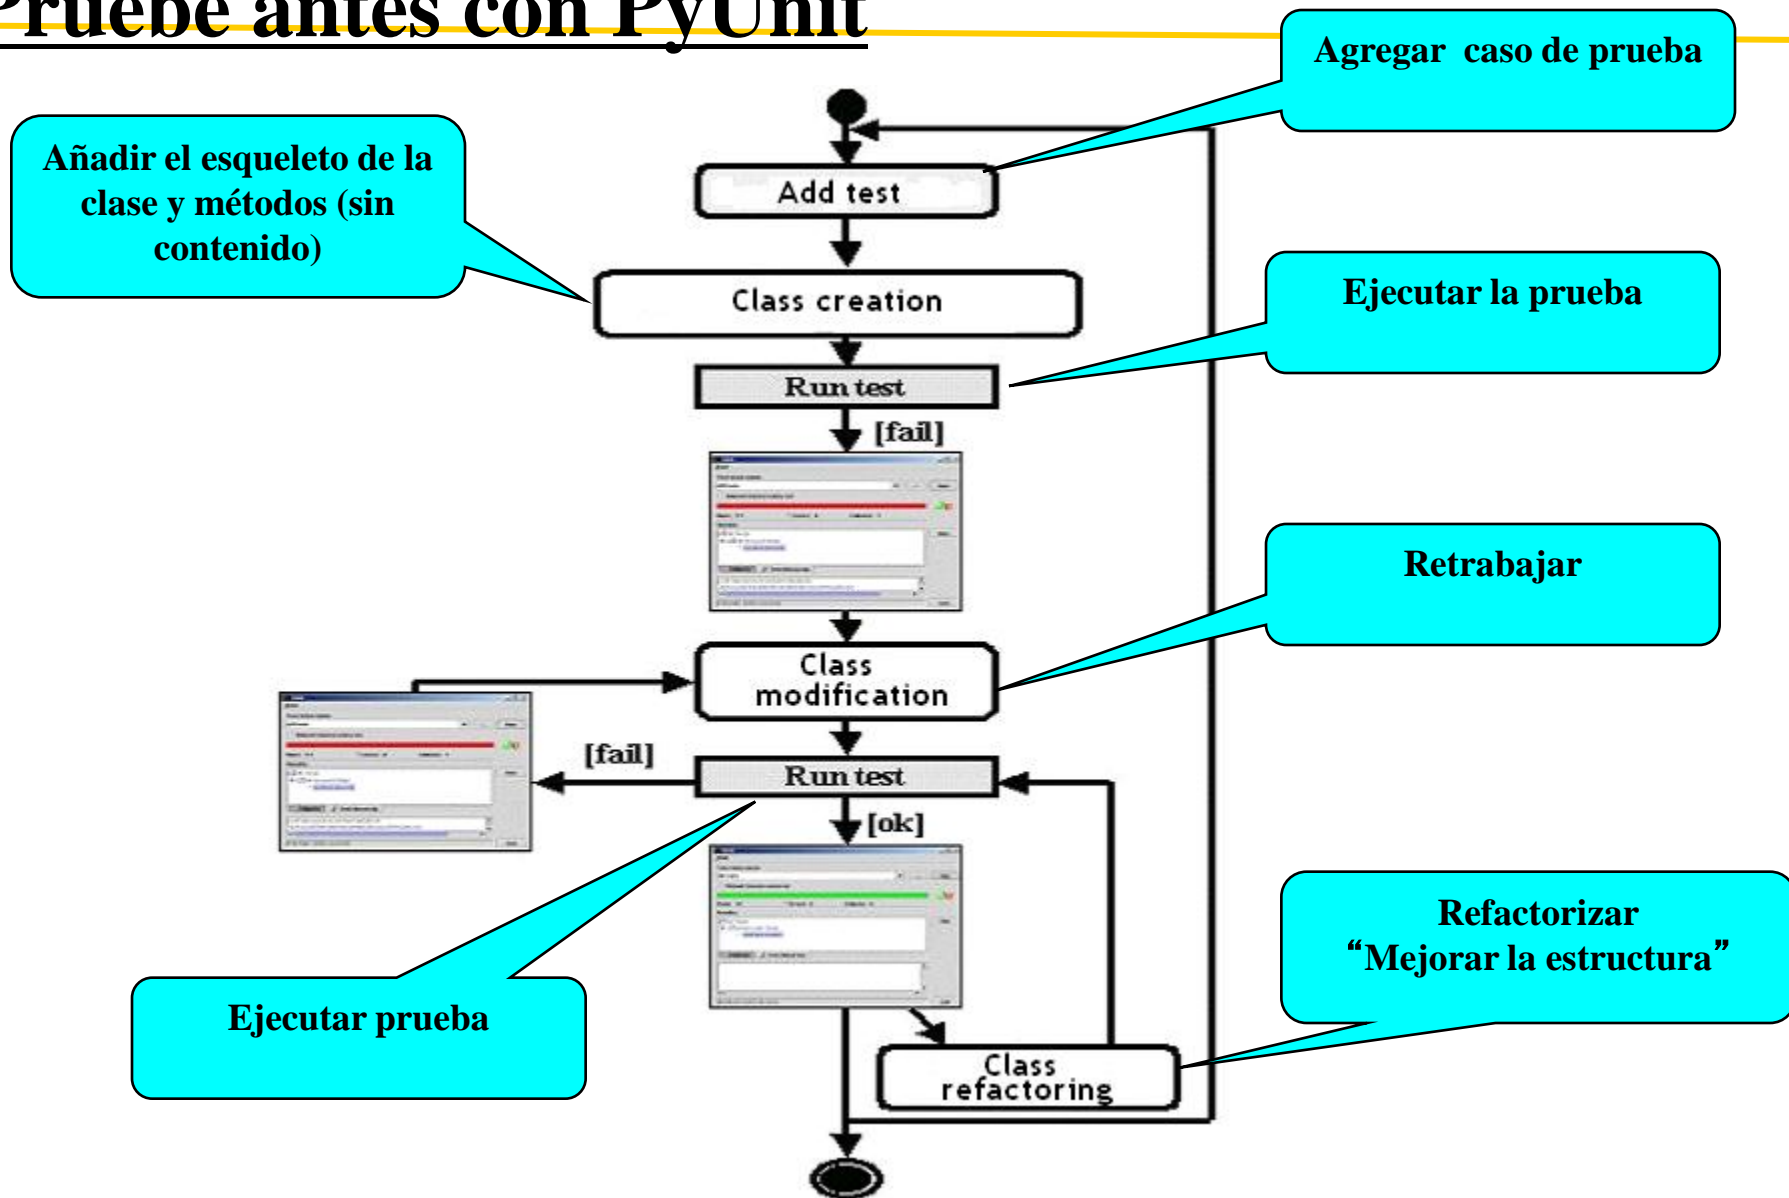 Pruebe antes con PyUnit
Agregar caso de prueba
Añadir el esqueleto de la
clase y métodos (sin
contenido)
Add test
Class creation
Ejecutar la prueba
Run test
[fail]
Retrabajar
Class
modification
[fail]
Run test
[ok]
Refactorizar
“Mejorar la estructura”
Ejecutar prueba
Class
refactoring